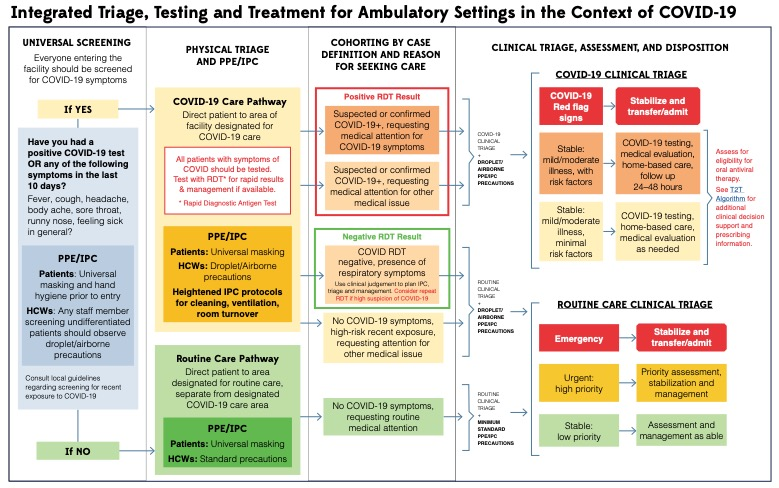 Integrated Triage, Testing and Treatment for Ambulatory Settings in the Context of COVID-19
UNIVERSAL SCREENING
Everyone entering the
facility should be screened
for COVID-19 symptoms
If YES
Have you had a
positive COVID-19 test
OR any of the following
symptoms in the last
10 days?
Fever, cough, headache,
body ache, sore throat,
runny nose, feeling sick
in general?
PPE/IPC
Patients: Universal
masking and hand
hygiene prior to entry
HCWs: Any staff member
screening undifferentiated
patients should observe
droplet/airborne
precautions
Consult local guidelines
regarding screening for recent
exposure to COVID-19
If NO
PHYSICAL TRIAGE
AND PPE/IPC
COVID-19 Care Pathway
Direct patient to area of
facility designated for
COVID-19 care
All patients with symptoms of
COVID should be tested.
Test with RDT* for rapid results
& management if available.
* Rapid Diagnostic Antigen Test
PPE/IPC
Patients: Universal masking
HCWs: Droplet/Airborne
precautions
Heightened IPC protocols
for cleaning, ventilation,
room turnover
Routine Care Pathway
Direct patient to area
designated for routine care,
separate from designated
COVID-19 care area
PPE/IPC
Patients: Universal masking
HCWs: Standard precautions
COHORTING BY CASE
DEFINITION AND REASON
FOR SEEKING CARE
Positive RDT Result
Suspected or confirmed
COVID-19+, requesting
medical attention for
COVID-19 symptoms
Suspected or confirmed
COVID-19+, requesting
medical attention for other
medical issue
Negative RDT Result
COVID RDT
negative, presence of
respiratory symptoms
Use clinical judgement to plan IPC,
triage and management. Consider repeat
RDT if high suspicion of COVID-19
No COVID-19 symptoms,
high-risk recent exposure,
requesting attention for
other medical issue
No COVID-19 symptoms,
requesting routine
medical attention
CLINICAL TRIAGE, ASSESSMENT, AND DISPOSITION
COVID-19
CLINICAL
TRIAGE
+
DROPLET/
AIRBORNE
PPE/IPC
PRECAUTIONS
ROUTINE
CLINICAL
TRIAGE
+
DROPLET/
AIRBORNE
PPE/IPC
PRECAUTIONS
ROUTINE
CLINICAL
TRIAGE
+
MINIMUM
STANDARD
PPE/IPC
PRECAUTIONS
COVID-19 CLINICAL TRIAGE
COVID-19
Red flag
signs
Stabilize and
transfer/admit
Stable:
mild/moderate
illness, with
risk factors
COVID-19 testing,
medical evaluation,
home-based care,
follow up
24–48 hours
Stable:
mild/moderate
illness,
minimal
risk factors
COVID-19 testing,
home-based care,
medical evaluation
as needed
Assess for
eligibility for
oral antiviral
therapy.
See T2T
Algorithm for
additional
clinical decision
support and
prescribing
information.
ROUTINE CARE CLINICAL TRIAGE
Emergency
Stabilize and
transfer/admit
Urgent:
high priority
Priority assessment,
stabilization and
management
Stable:
low priority
Assessment and
management as able